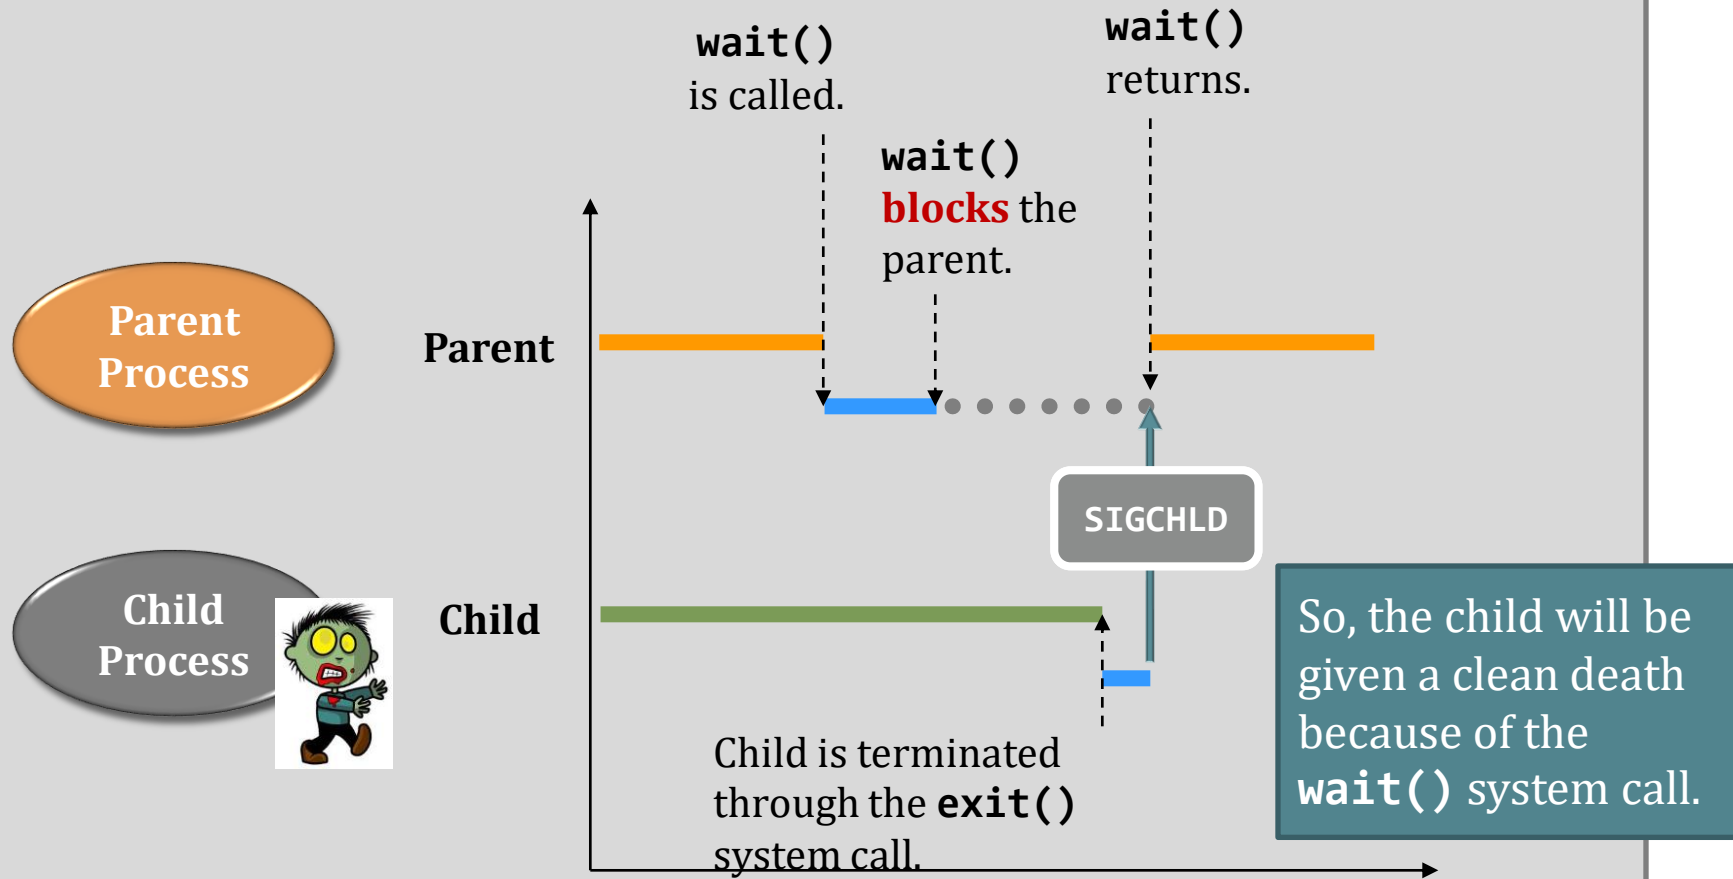 wait()
is called.
wait()
returns.
wait()
blocks the
parent.
Parent
Process
Parent
SIGCHLD
Child
Process
Child
So, the child will be
given a clean death
because of the
wait() system call.
Child is terminated
through the exit()
system call.